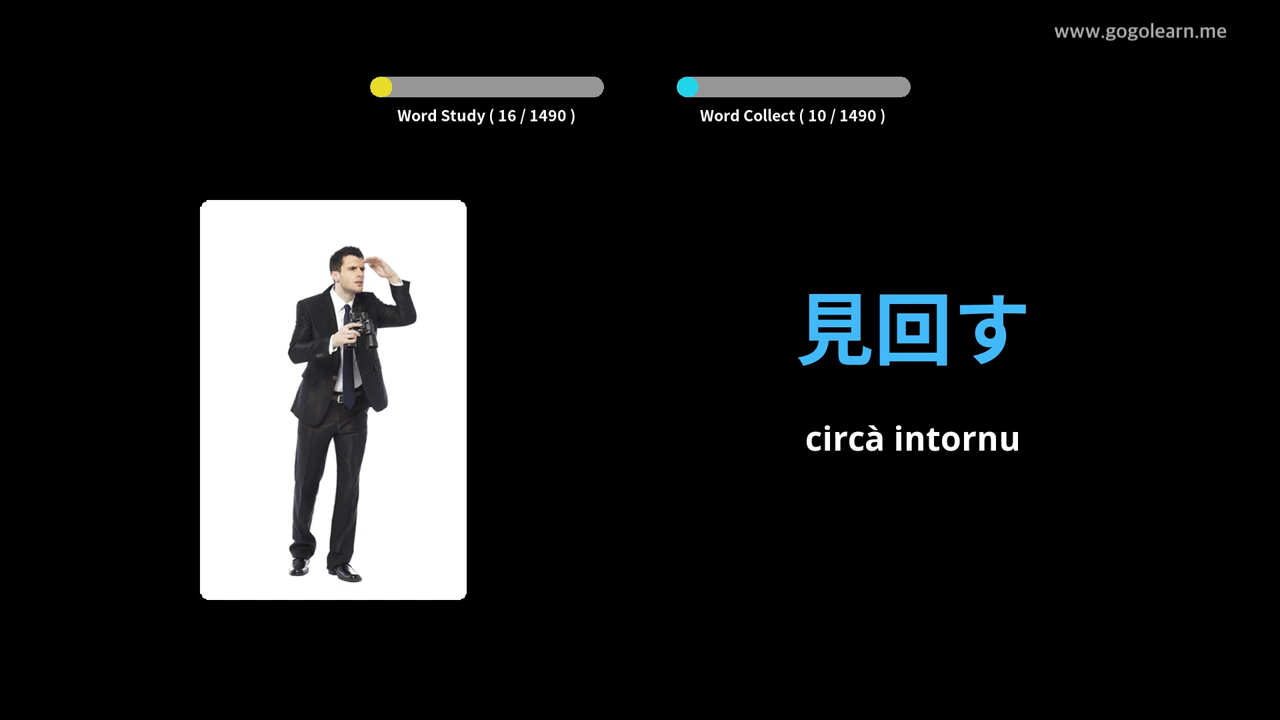 www.gogolearn.me
Word Study ( 16 / 1490 )
Word Collect ( 10 / 1490 )
見回す
circà intornu